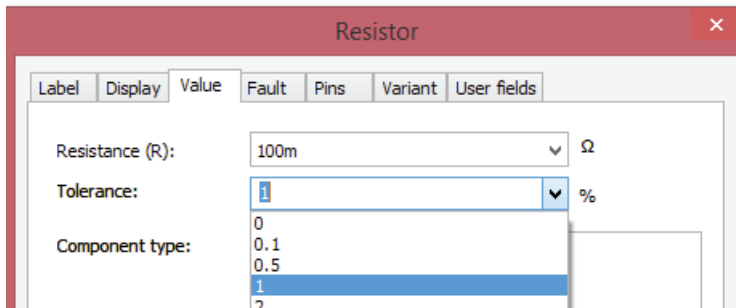 Resistor
Label Display Value Fault Pins Variant User fields
Resistance (R): 100m Ω
Tolerance: 1 %
0
Component type: 0.1
0.5
1
2